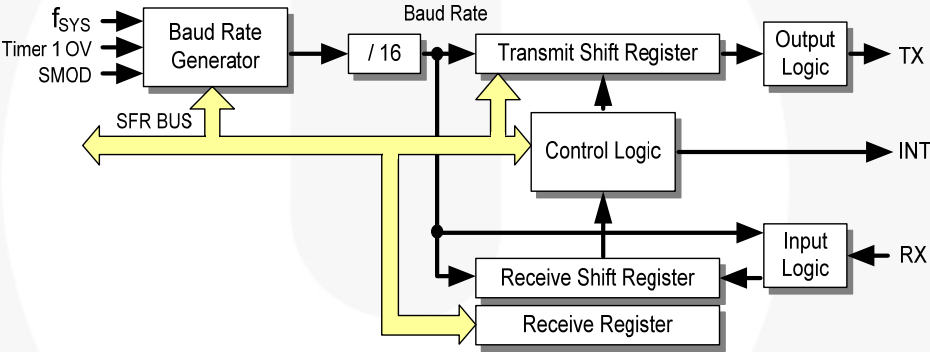 fSYS
Timer 1 OV
SMOD
Baud Rate
Generator
/ 16
Baud Rate
Transmit Shift Register
Output
Logic
TX
SFR BUS
Control Logic
INT
Input
Logic
RX
Receive Shift Register
Receive Register